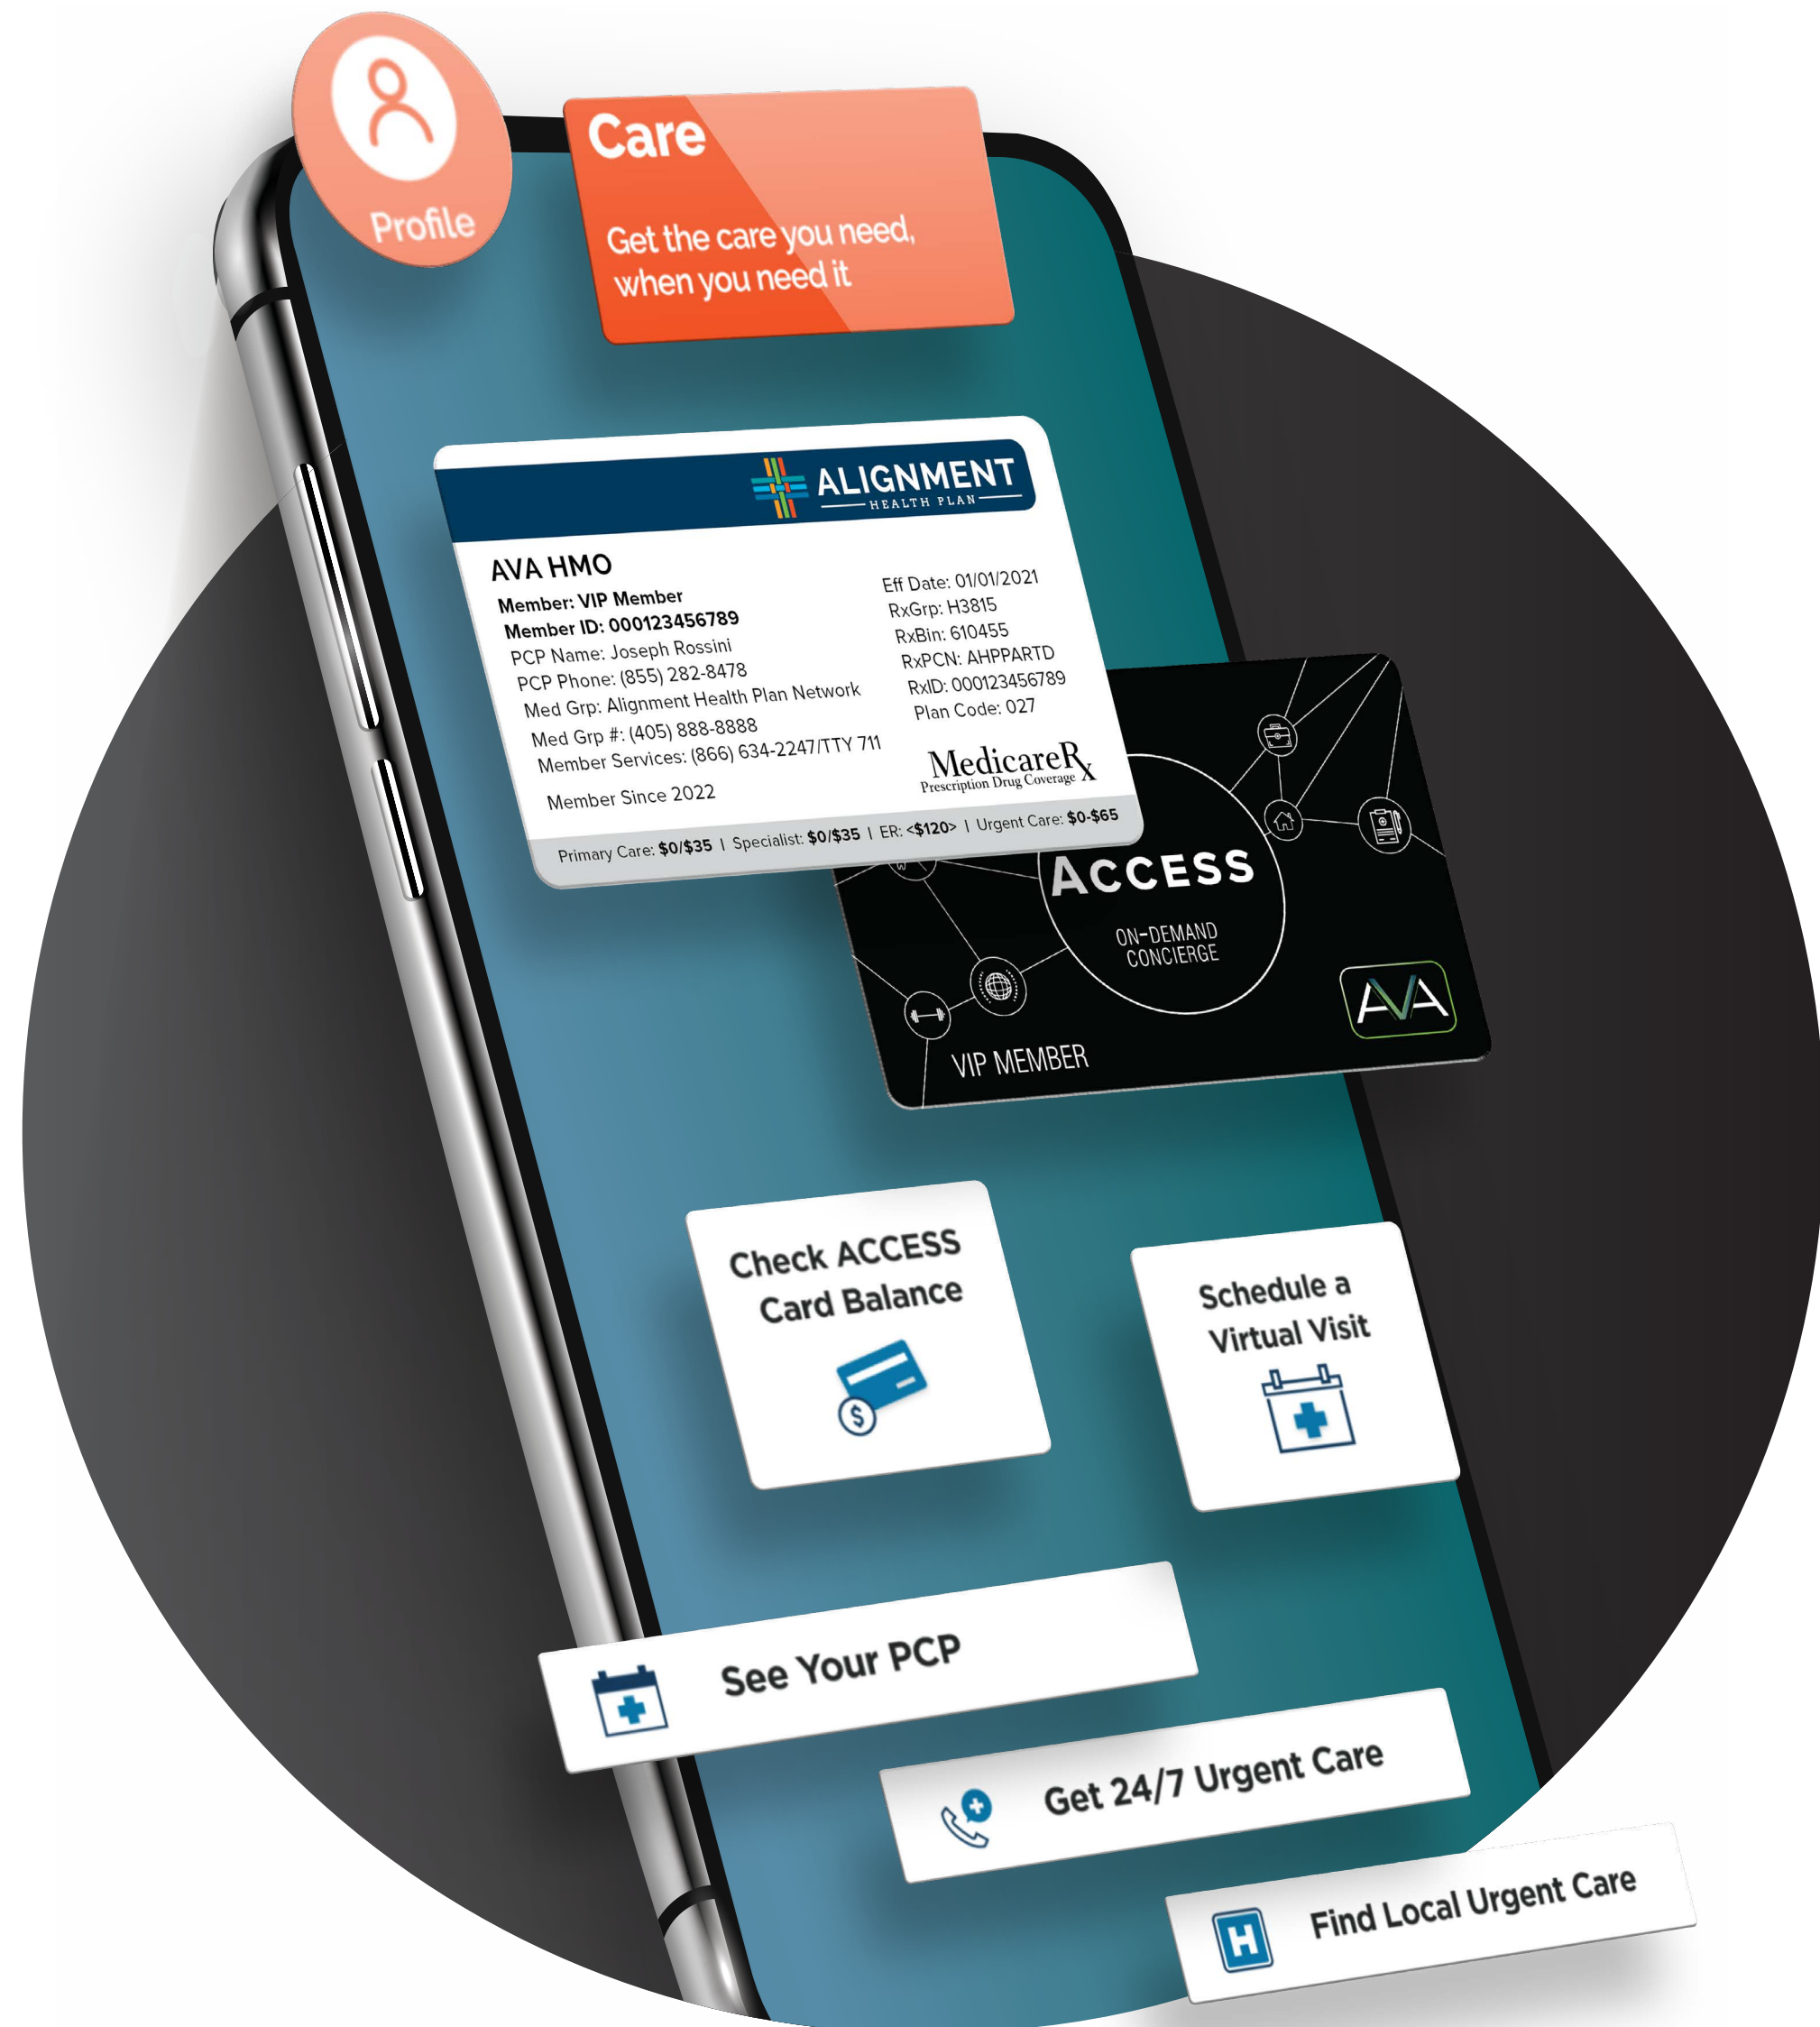 Profile
Care
Get the care you need,
when you need it
ALIGNMENT
HEALTH PLAN
AVA HMO
Member: VIP Member
Member ID: 000123456789
PCP Name: Joseph Rossini
PCP Phone: (855) 282-8478
Med Grp: Alignment Health Plan Network
Med Grp #: (405) 888-8888
Member Services: (866) 634-2247/TTY 711
Member Since 2022
Eff Date: 01/01/2021
RxGrp: H3815
RxBin: 610455
RxPCN: AHPPARTD
RxID: 000123456789
Plan Code: 027
MedicareRx
Prescription Drug Coverage
Primary Care: $0/$35 | Specialist: $0/$35 | ER: <$120> | Urgent Care: $0-$65
ACCESS
ON-DEMAND
CONCIERGE
VIP MEMBER
AVA
Check ACCESS
Card Balance
$
Schedule a
Virtual Visit
See Your PCP
Get 24/7 Urgent Care
H
Find Local Urgent Care